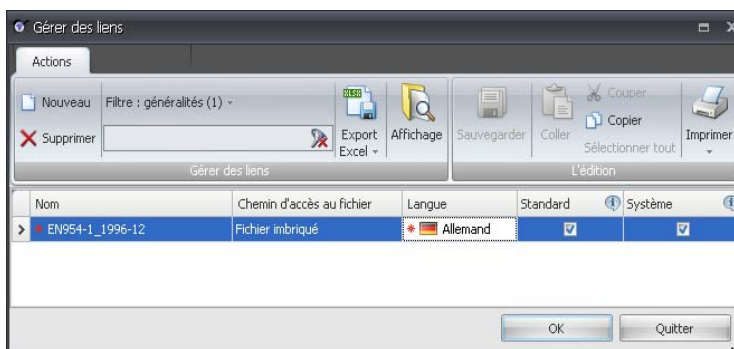 Gérer des liens
Actions
Nouveau
Filtre : généralités (1)
Supprimer
Export Excel
Affichage
Sauvegarder
Coller
Couper
Copier
Sélectionner tout
Imprimer
Gérer des liens
L'édition
Nom Chemin d'accès au fichier Langue Standard Système
* EN954-1_1996-12 Fichier imbriqué * Allemand
OK Quitter